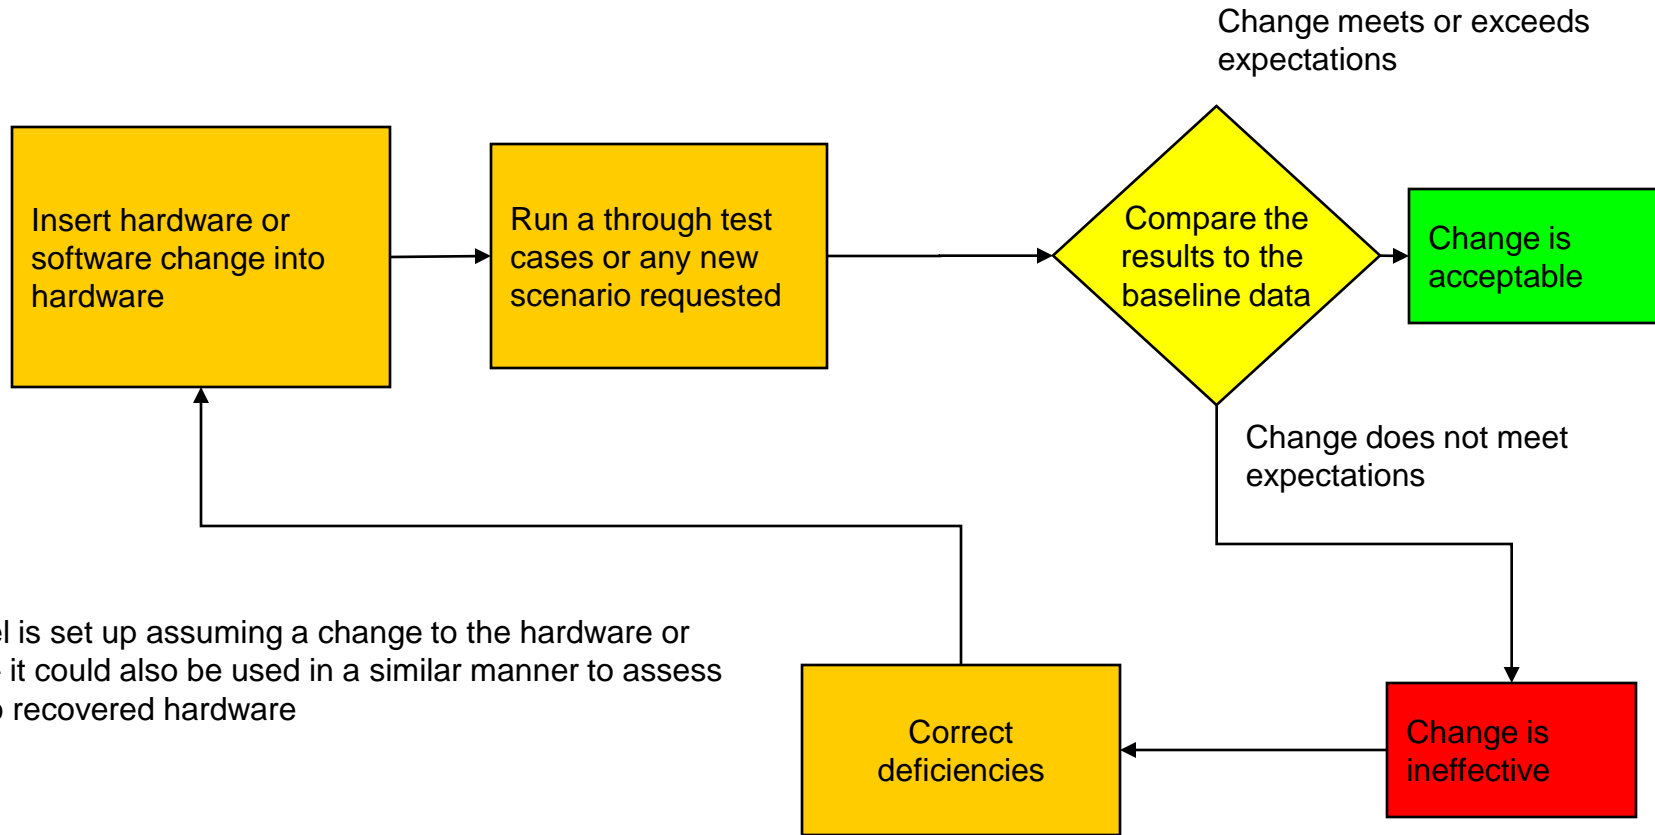 Change meets or exceeds
expectations
Insert hardware or
software change into
hardware
Run a through test
cases or any new
scenario requested
Compare the
results to the
baseline data
Change is
acceptable
Change does not meet
expectations
is set up assuming a change to the hardware or
it could also be used in a similar manner to assess
recovered hardware
Correct
deficiencies
Change is
ineffective